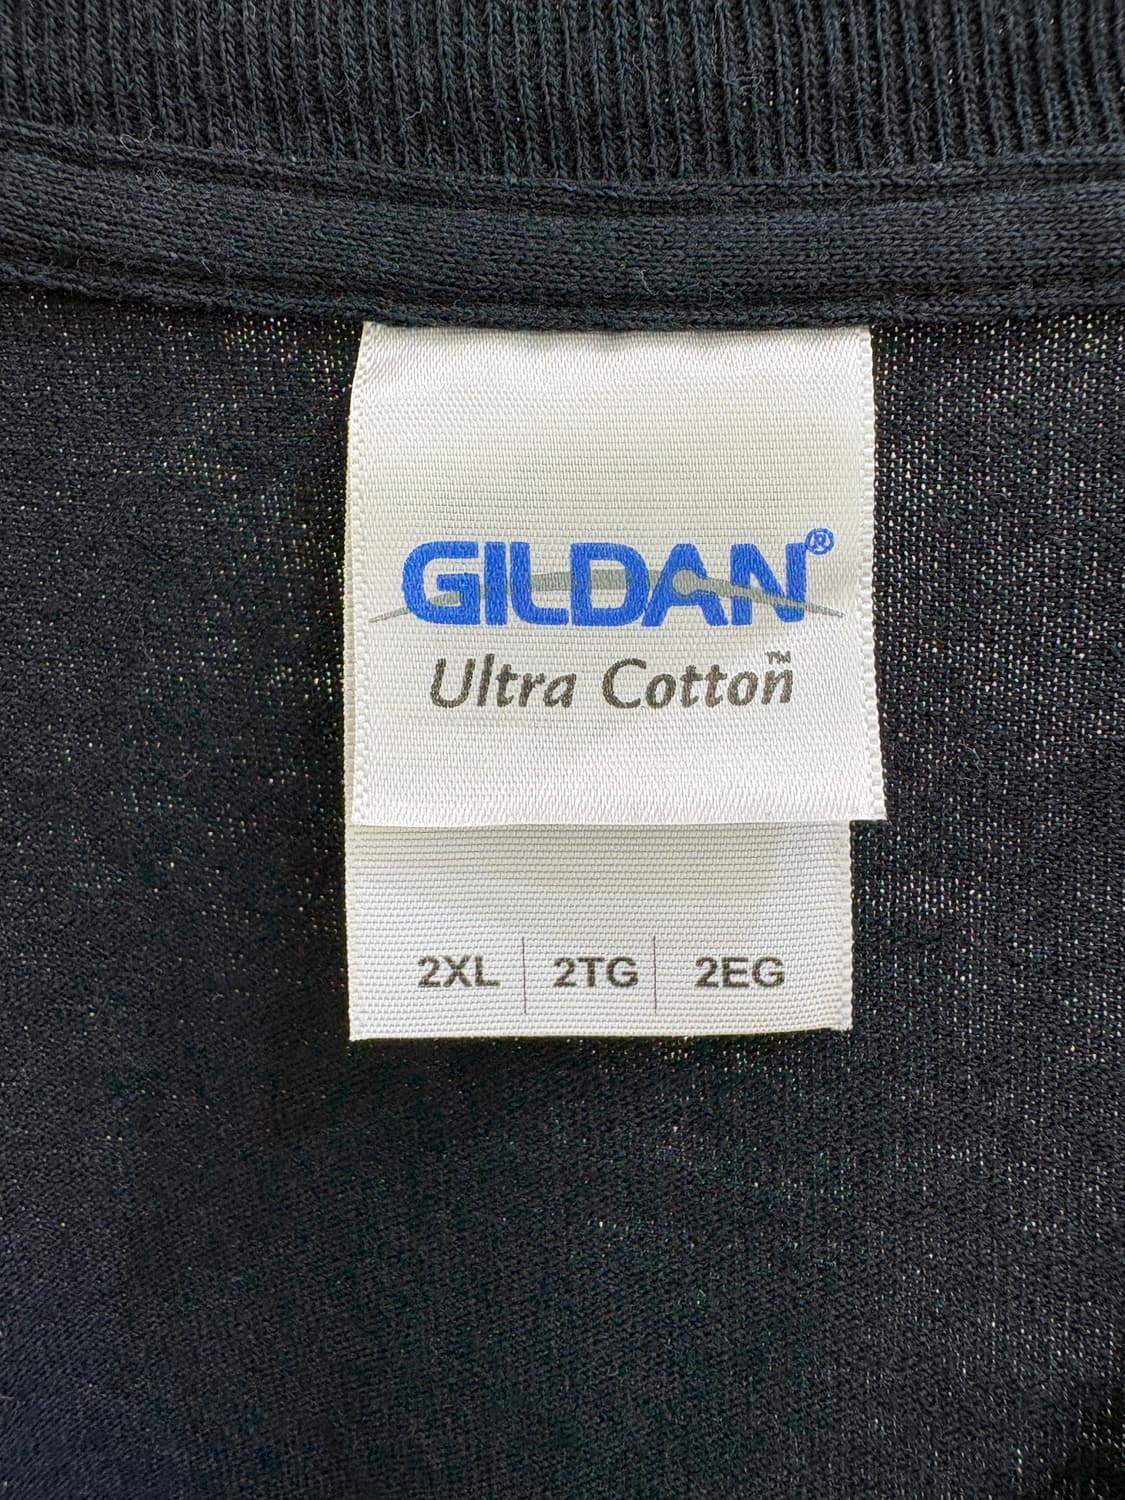 GILDAN®
Ultra Cotton™
2XL | 2TG | 2EG